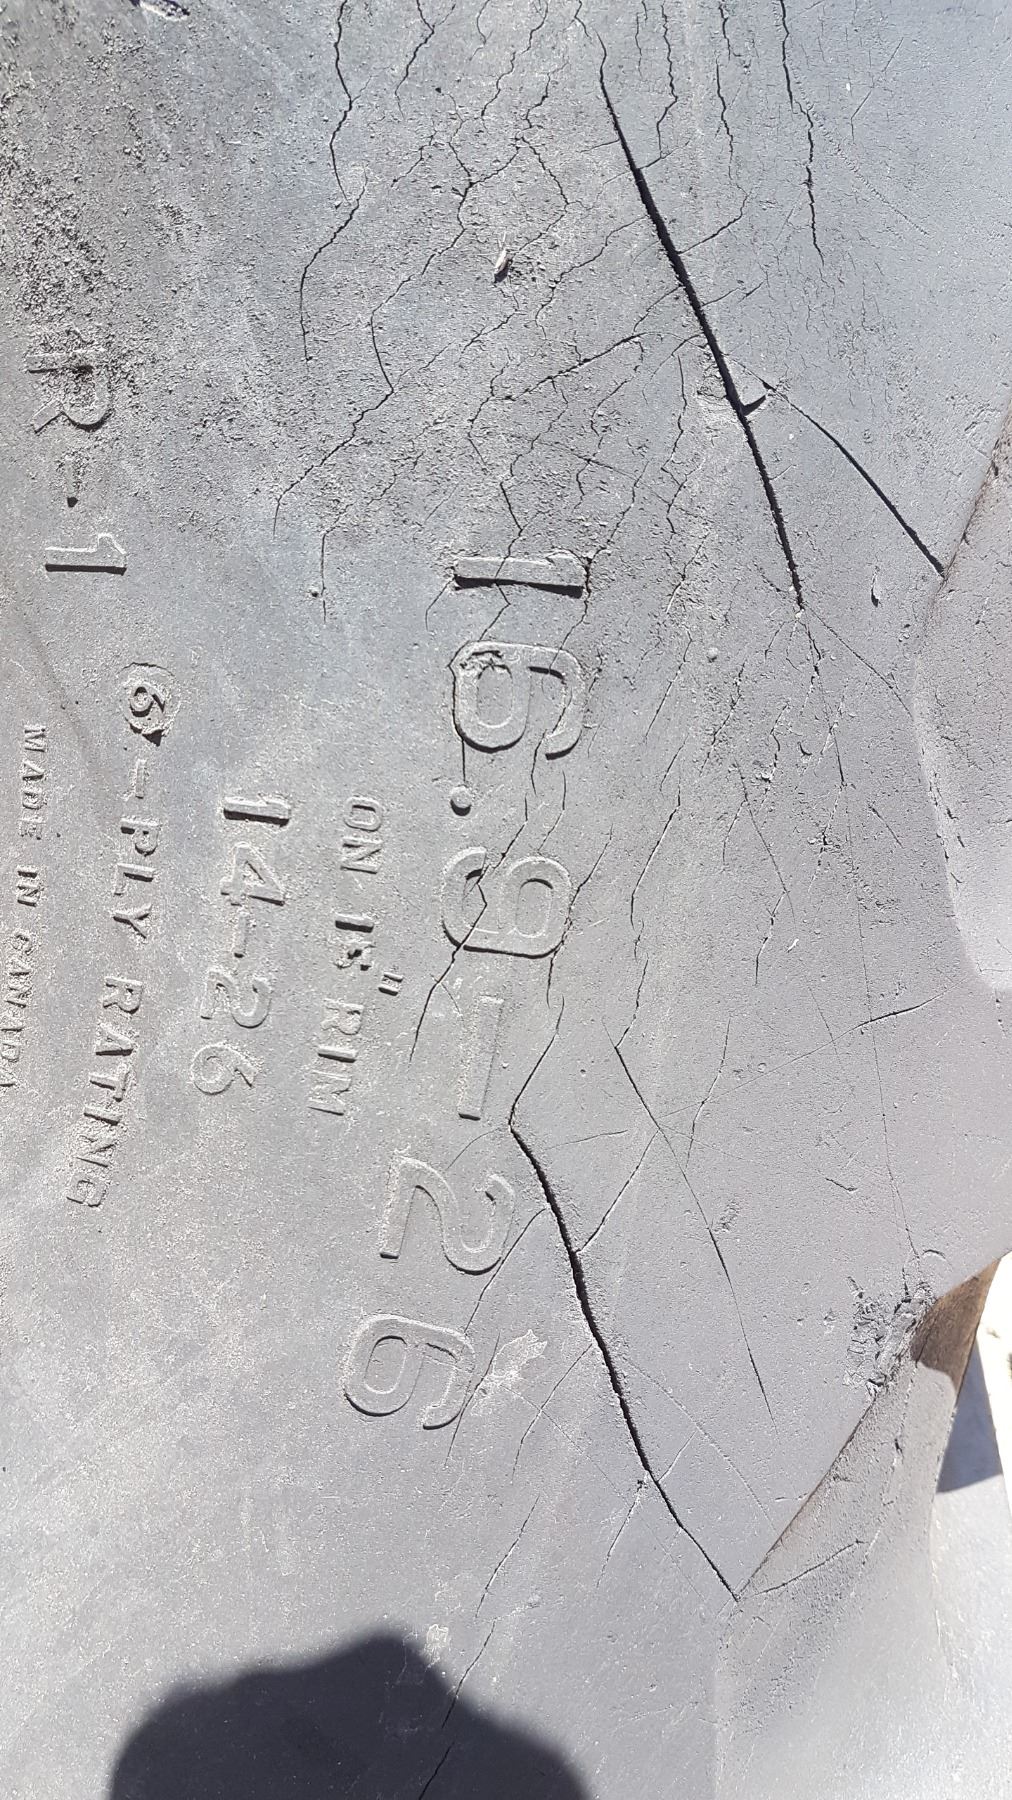 16.9-26
ON 15" RIM
14-26
R-1
(6)-PLY RATING
MADE IN CANADA